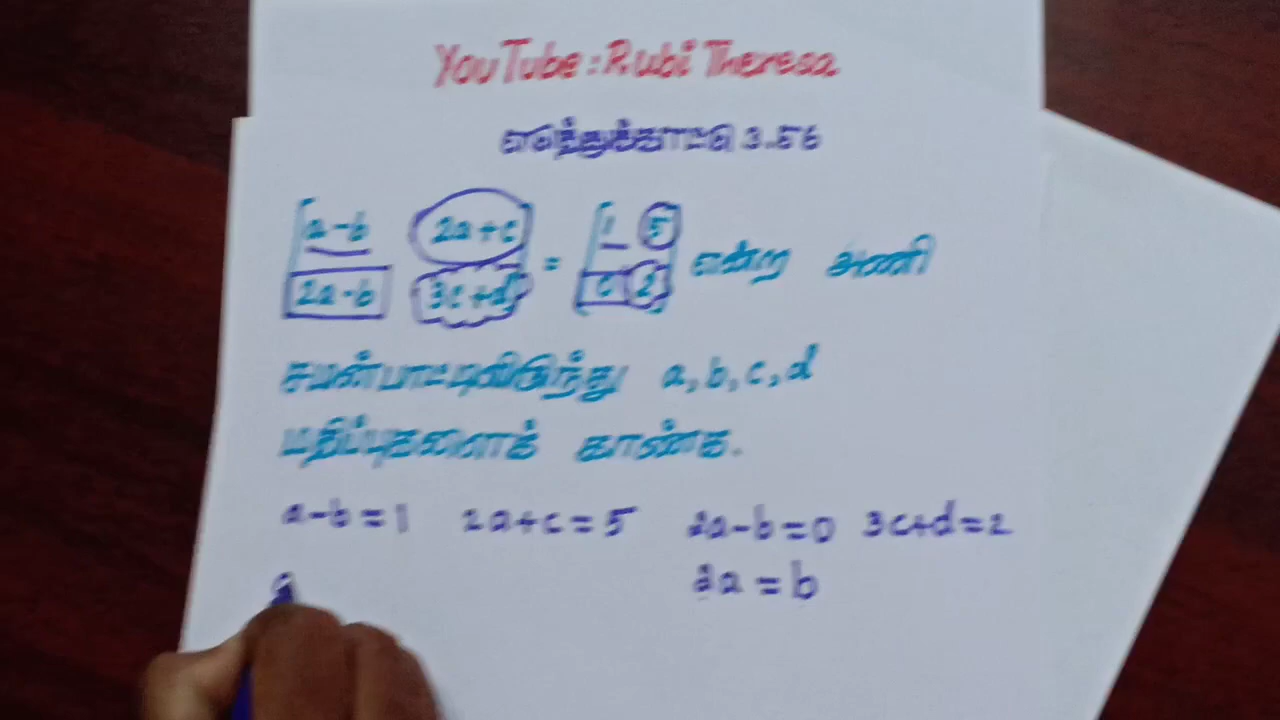 YouTube : Rubi Theresa
எடுத்துக்காட்டு 3.56
a-b 2a+c = 1 5 என்ற அணி
2a-b 3c+d 0 2
சமன்பாட்டிலிருந்து a, b, c, d
மதிப்புகளைக் காண்க.
a-b=1 2a+c=5 2a-b=0 3c+d=2
2a=b